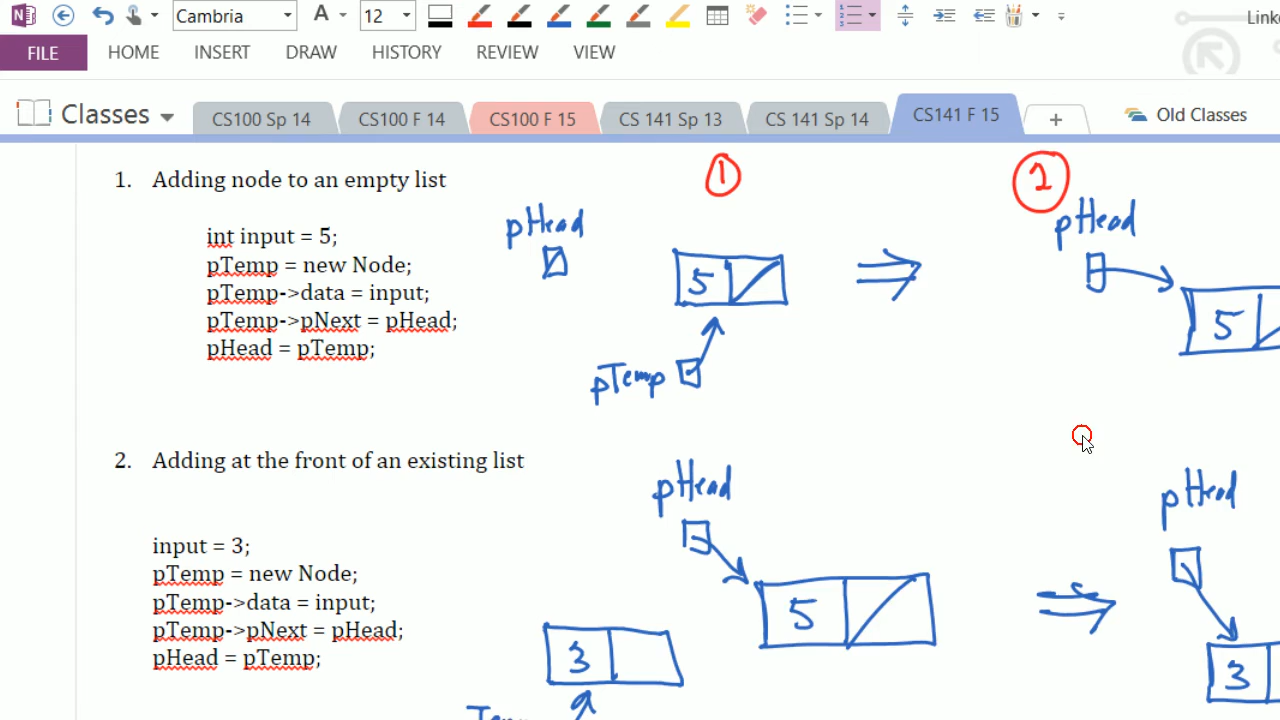 Cambria
A
12
Link
FILE HOME INSERT DRAW HISTORY REVIEW VIEW
Classes
CS100 Sp 14
CS100 F 14
CS100 F 15
CS 141 Sp 13
CS 141 Sp 14
CS141 F 15
+
Old Classes
1. Adding node to an empty list
int input = 5;
pTemp = new Node;
pTemp->data = input;
pTemp->pNext = pHead;
pHead = pTemp;
1
pHead
5
pTemp
2
pHead
5
2. Adding at the front of an existing list
input = 3;
pTemp = new Node;
pTemp->data = input;
pTemp->pNext = pHead;
pHead = pTemp;
pHead
5
3
pHead
3